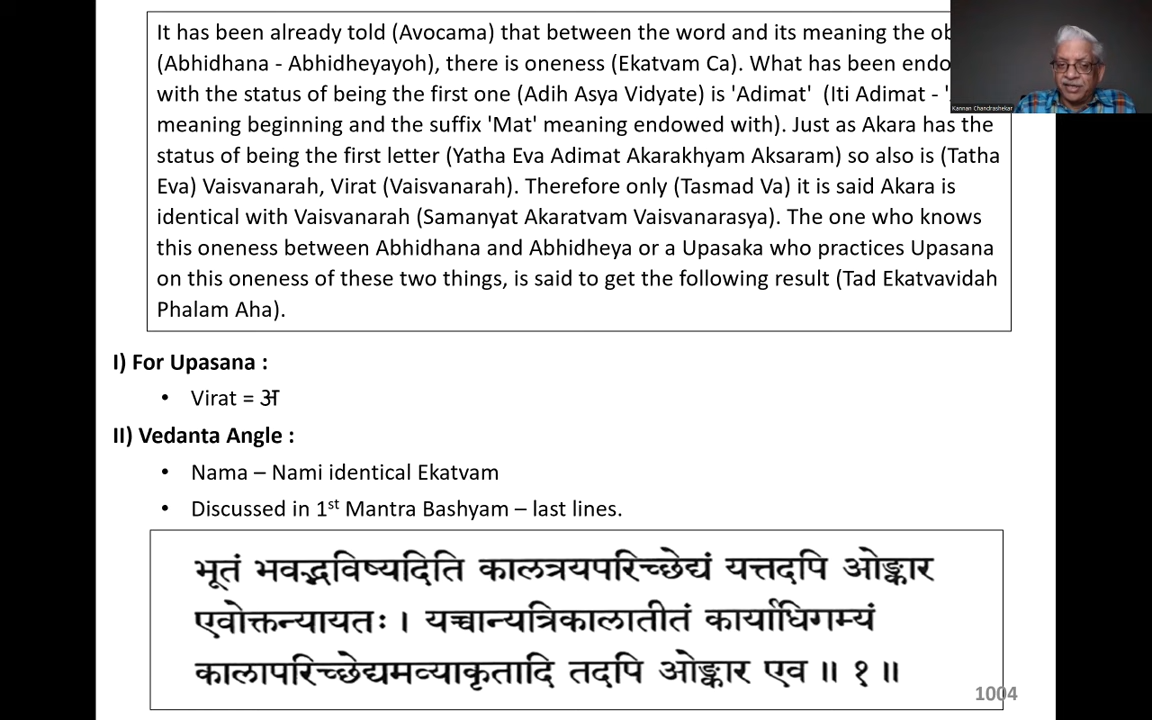 It has been already told (Avocama) that between the word and its meaning the
(Abhidhana - Abhidheyayoh), there is oneness (Ekatvam Ca). What has been
with the status of being the first one (Adih Asya Vidyate) is 'Adimat' (Iti Adimat -
meaning beginning and the suffix 'Mat' meaning endowed with). Just as Akara has the
status of being the first letter (Yatha Eva Adimat Akarakhyam Aksaram) so also is (Tatha
Eva) Vaisvanarah, Virat (Vaisvanarah). Therefore only (Tasmad Va) it is said Akara is
identical with Vaisvanarah (Samanyat Akaratvam Vaisvanarasya). The one who knows
this oneness between Abhidhana and Abhidheya or a Upasaka who practices Upasana
on this oneness of these two things, is said to get the following result (Tad Ekatvavidah
Phalam Aha).
I) For Upasana :
• Virat = अ
II) Vedanta Angle :
• Nama – Nami identical Ekatvam
• Discussed in 1st Mantra Bashyam – last lines.
भूतं भवद्भविष्यदिति कालत्रयपरिच्छेद्यं यत्तदपि ओङ्कार
एवोक्तन्यायतः । यच्चान्यत्रिकालातीतं कार्याधिगम्यं
कालापरिच्छेद्यमव्याकृतादि तदपि ओङ्कार एव ॥ १ ॥
1004
Kannan Chandrashekar